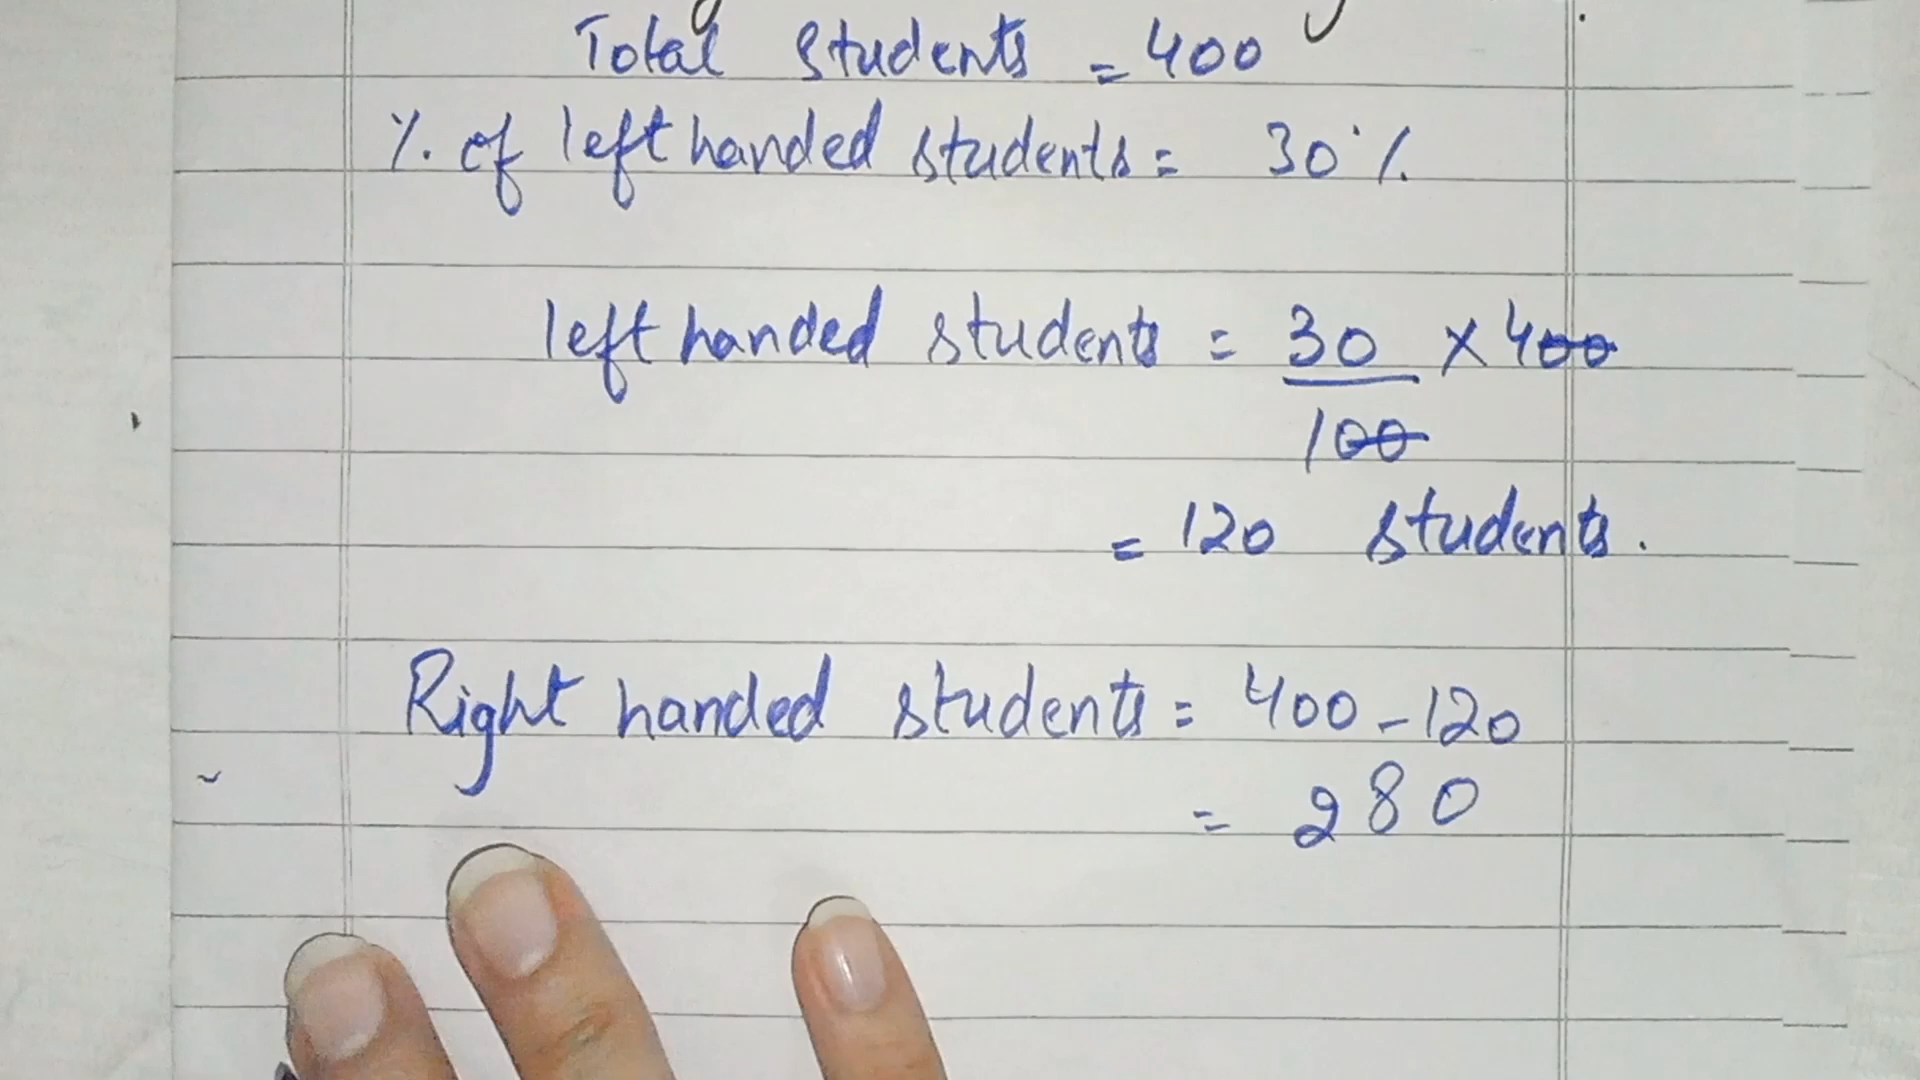 Total students = 400
% of left handed students = 30%
left handed students = 30 × 400
100
= 120 students.
Right handed students = 400 - 120
= 280